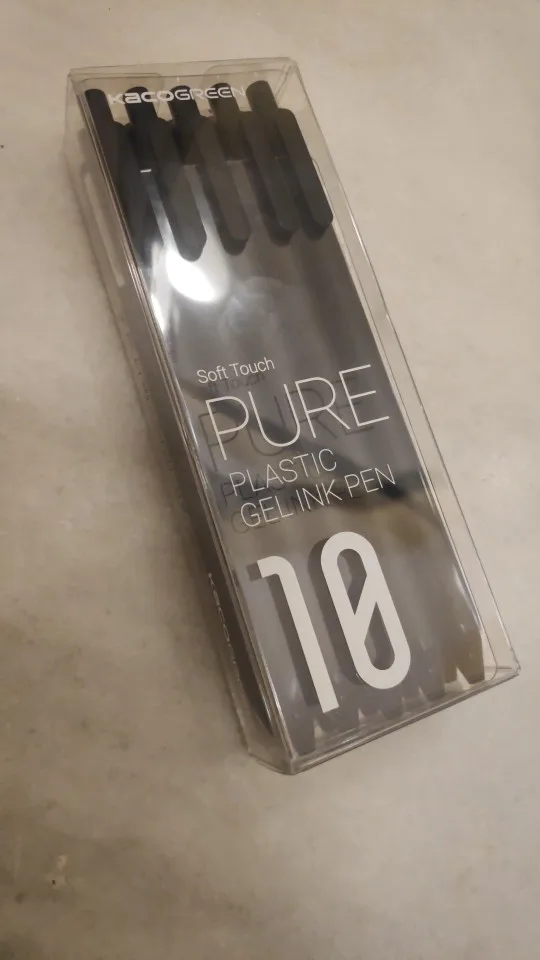 KACOGREEN
Soft Touch
PURE
PLASTIC
GEL INK PEN
10